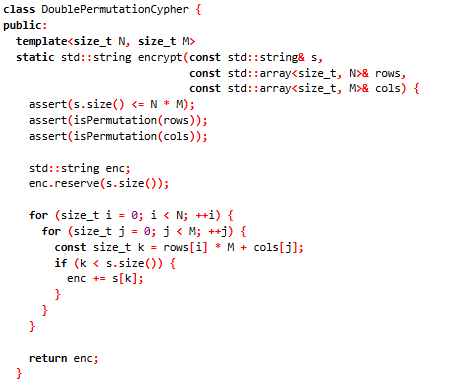 class DoublePermutationCypher {
public:
  template<size_t N, size_t M>
  static std::string encrypt(const std::string& s,
                             const std::array<size_t, N>& rows,
                             const std::array<size_t, M>& cols) {
    assert(s.size() <= N * M);
    assert(isPermutation(rows));
    assert(isPermutation(cols));

    std::string enc;
    enc.reserve(s.size());

    for (size_t i = 0; i < N; ++i) {
      for (size_t j = 0; j < M; ++j) {
        const size_t k = rows[i] * M + cols[j];
        if (k < s.size()) {
          enc += s[k];
        }
      }
    }

    return enc;
  }